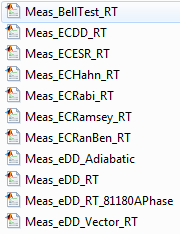 Meas_BellTest_RT
Meas_ECDD_RT
Meas_ECESR_RT
Meas_ECHahn_RT
Meas_ECRabi_RT
Meas_ECRamsey_RT
Meas_ECRanBen_RT
Meas_eDD_Adiabatic
Meas_eDD_RT
Meas_eDD_RT_81180APhase
Meas_eDD_Vector_RT